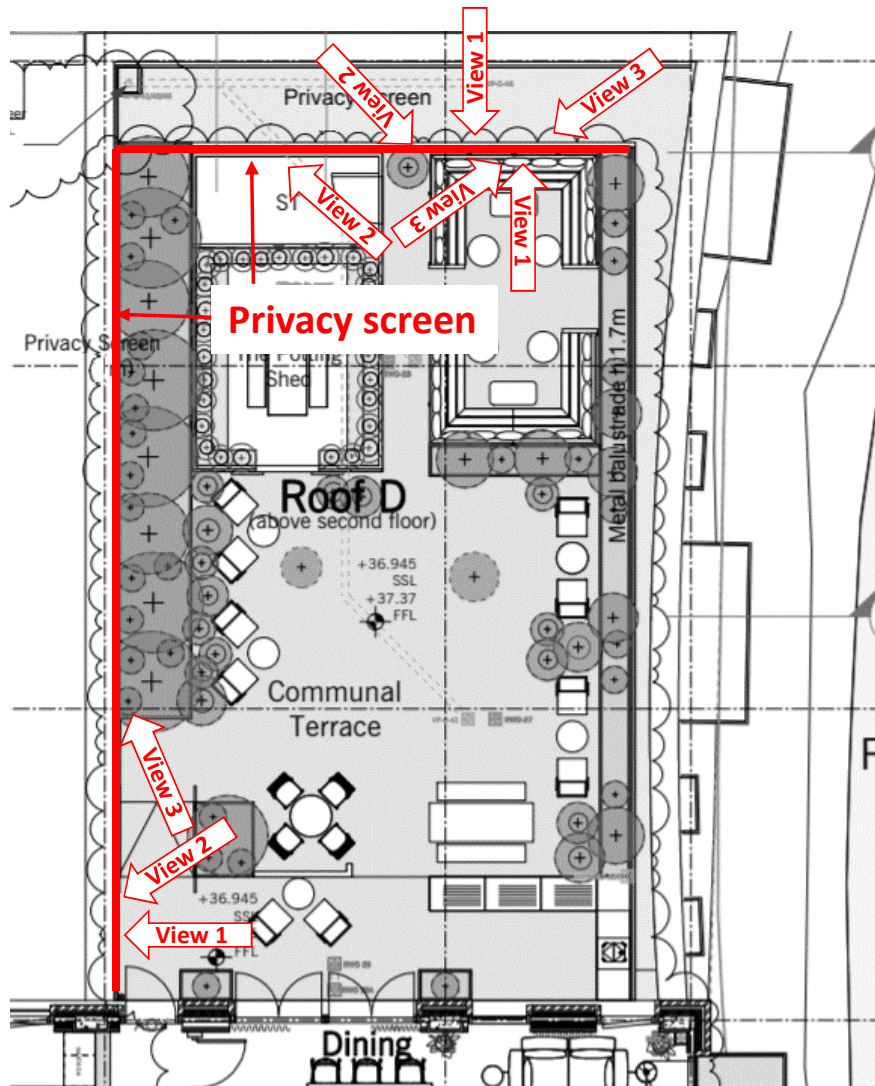 View 1
View 2
View 3
Privacy screen
View 3
View 1
View 2
ST
Privacy screen
Privacy Screen
Shed
Metal balustrade h)1.7m
Roof D
(above second floor)
+36.945
SSL
+37.37
FFL
Communal
Terrace
View 3
View 2
+36.945
View 1
FFL
Dining